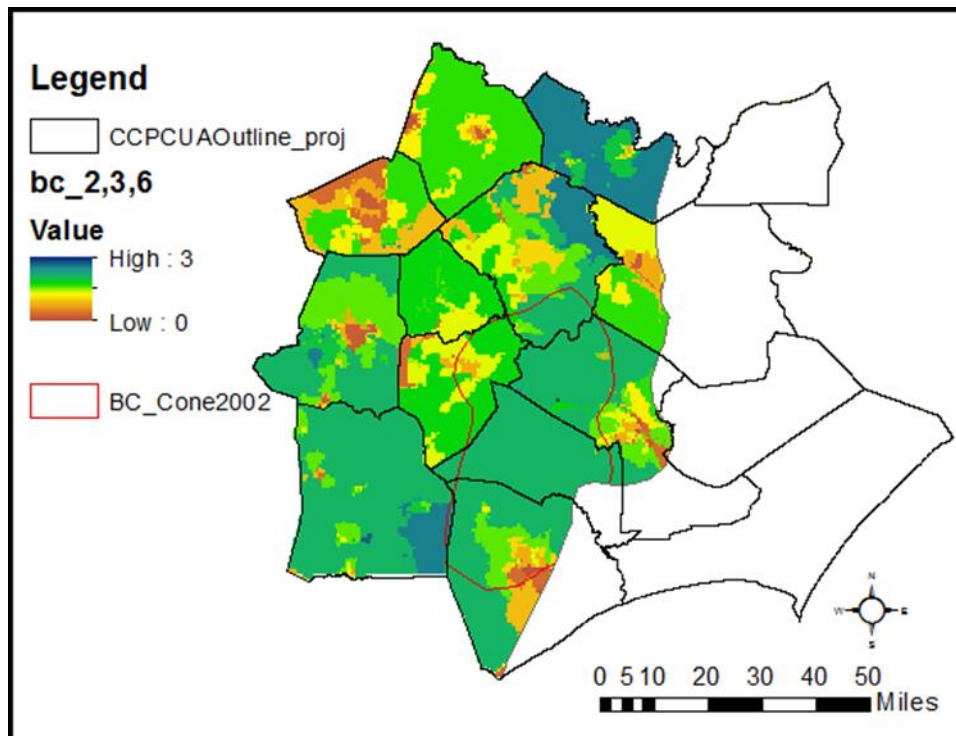 Legend
CCPCUAOutline_proj
bc_2,3,6
Value
High : 3
Low : 0
BC_Cone2002
N
W E
S
0 5 10 20 30 40 50
Miles